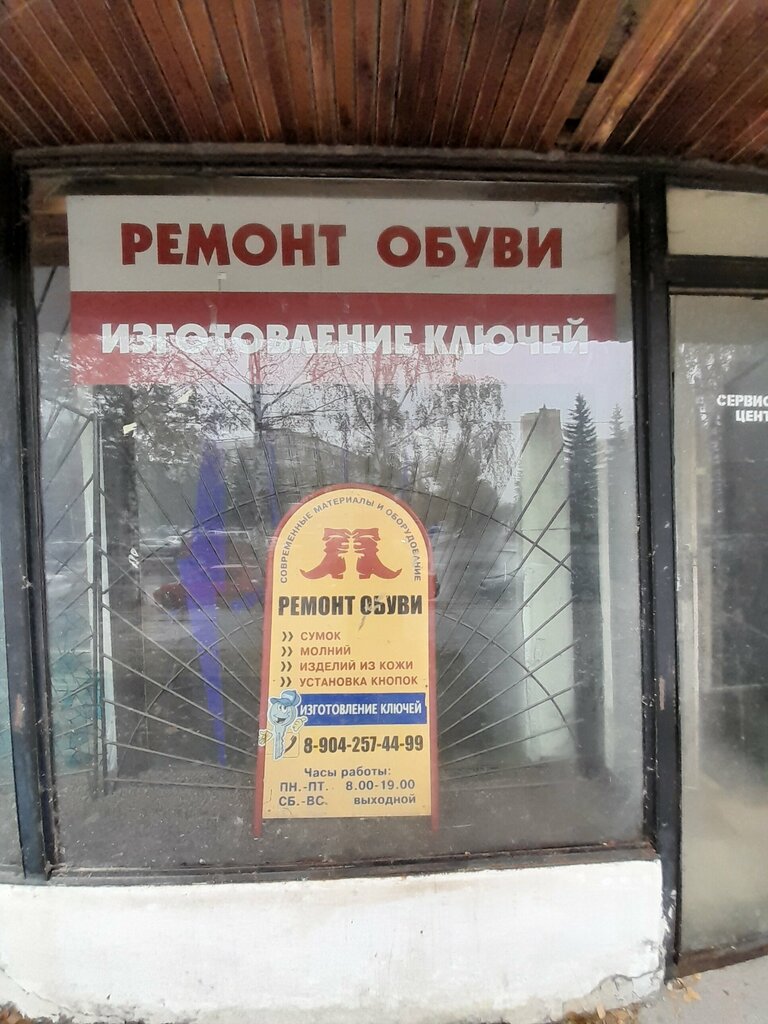 РЕМОНТ ОБУВИ
ИЗГОТОВЛЕНИЕ КЛЮЧЕЙ
СЕРВИС
ЦЕНТ
СОВРЕМЕННЫЕ МАТЕРИАЛЫ И ОБОРУДОВАНИЕ
РЕМОНТ ОБУВИ
» СУМОК
» МОЛНИЙ
» ИЗДЕЛИЙ ИЗ КОЖИ
» УСТАНОВКА КНОПОК
ИЗГОТОВЛЕНИЕ КЛЮЧЕЙ
8-904-257-44-99
Часы работы:
ПН.-ПТ. 8.00-19.00
СБ.-ВС. выходной